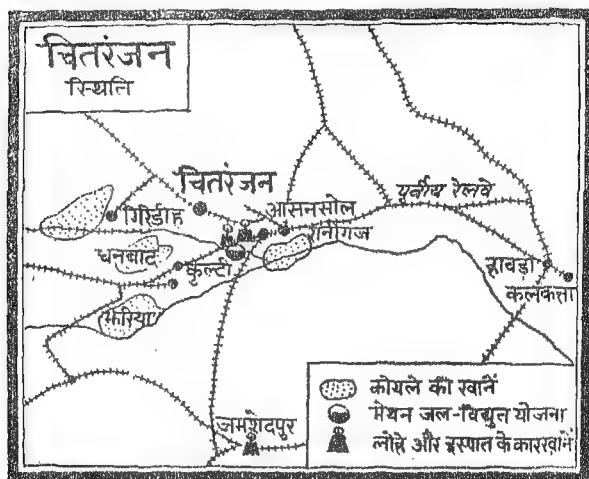 चितरंजन
स्थिति
चितरंजन
गिरिडीह
आसनसोल
पूर्वीय रेलवे
रानीगंज
धनबाद
कुल्टी
हावड़ा
कलकत्ता
झरिया
जमशेदपुर
कोयले की खानें
मैथन जल-विद्युत योजना
लोहे और इस्पात के कारखाने